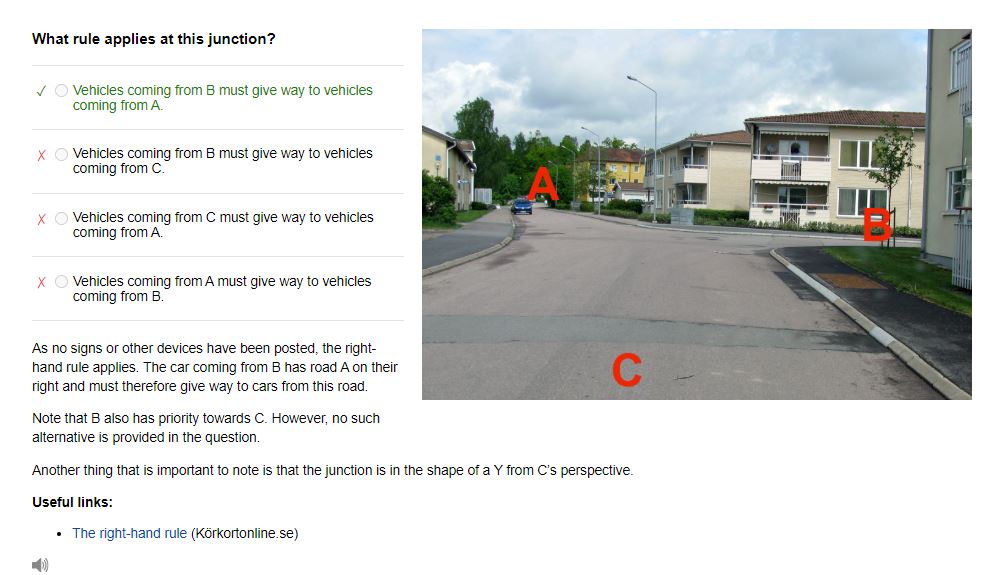 What rule applies at this junction?
✓ Vehicles coming from B must give way to vehicles
coming from A.
✗ Vehicles coming from B must give way to vehicles
coming from C.
✗ Vehicles coming from C must give way to vehicles
coming from A.
✗ Vehicles coming from A must give way to vehicles
coming from B.
A
B
C
As no signs or other devices have been posted, the right-
hand rule applies. The car coming from B has road A on their
right and must therefore give way to cars from this road.
Note that B also has priority towards C. However, no such
alternative is provided in the question.
Another thing that is important to note is that the junction is in the shape of a Y from C's perspective.
Useful links:
• The right-hand rule (Körkortonline.se)